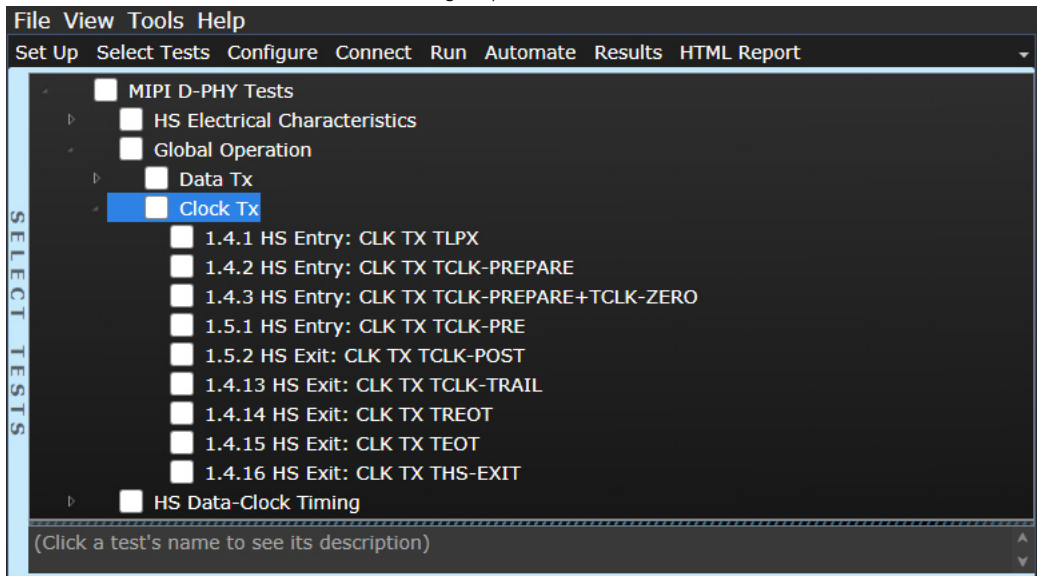 File View Tools Help
Set Up Select Tests Configure Connect Run Automate Results HTML Report
MIPI D-PHY Tests
HS Electrical Characteristics
Global Operation
Data Tx
Clock Tx
1.4.1 HS Entry: CLK TX TLPX
1.4.2 HS Entry: CLK TX TCLK-PREPARE
1.4.3 HS Entry: CLK TX TCLK-PREPARE+TCLK-ZERO
1.5.1 HS Entry: CLK TX TCLK-PRE
1.5.2 HS Exit: CLK TX TCLK-POST
1.4.13 HS Exit: CLK TX TCLK-TRAIL
1.4.14 HS Exit: CLK TX TREOT
1.4.15 HS Exit: CLK TX TEOT
1.4.16 HS Exit: CLK TX THS-EXIT
HS Data-Clock Timing
SELECT TESTS
(Click a test's name to see its description)